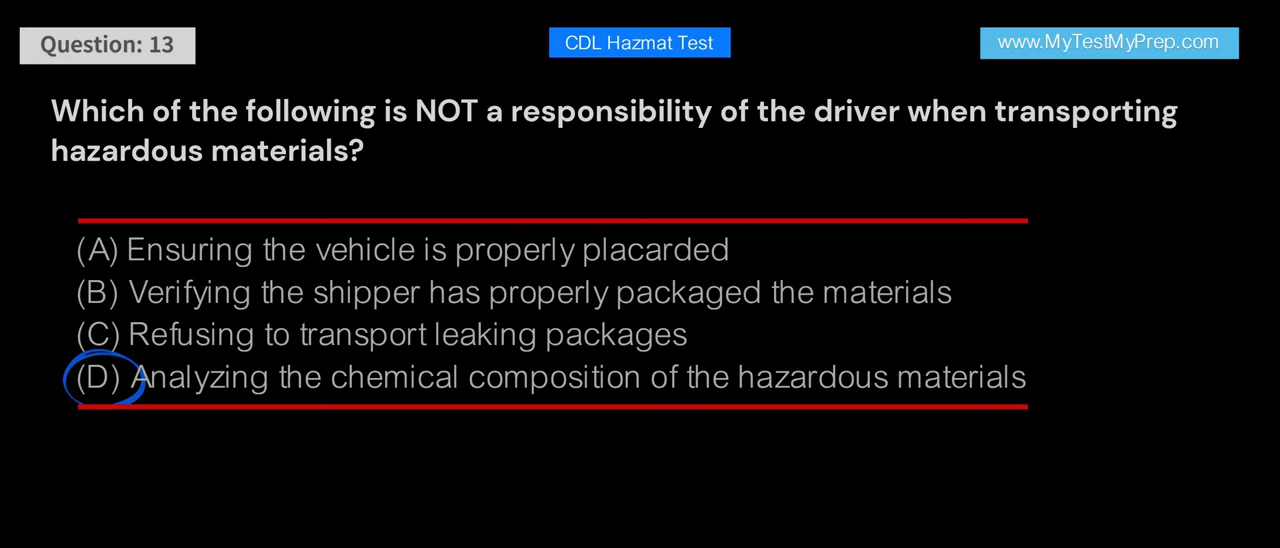 Question: 13
CDL Hazmat Test
www.MyTestMyPrep.com
Which of the following is NOT a responsibility of the driver when transporting
hazardous materials?
(A) Ensuring the vehicle is properly placarded
(B) Verifying the shipper has properly packaged the materials
(C) Refusing to transport leaking packages
(D) Analyzing the chemical composition of the hazardous materials